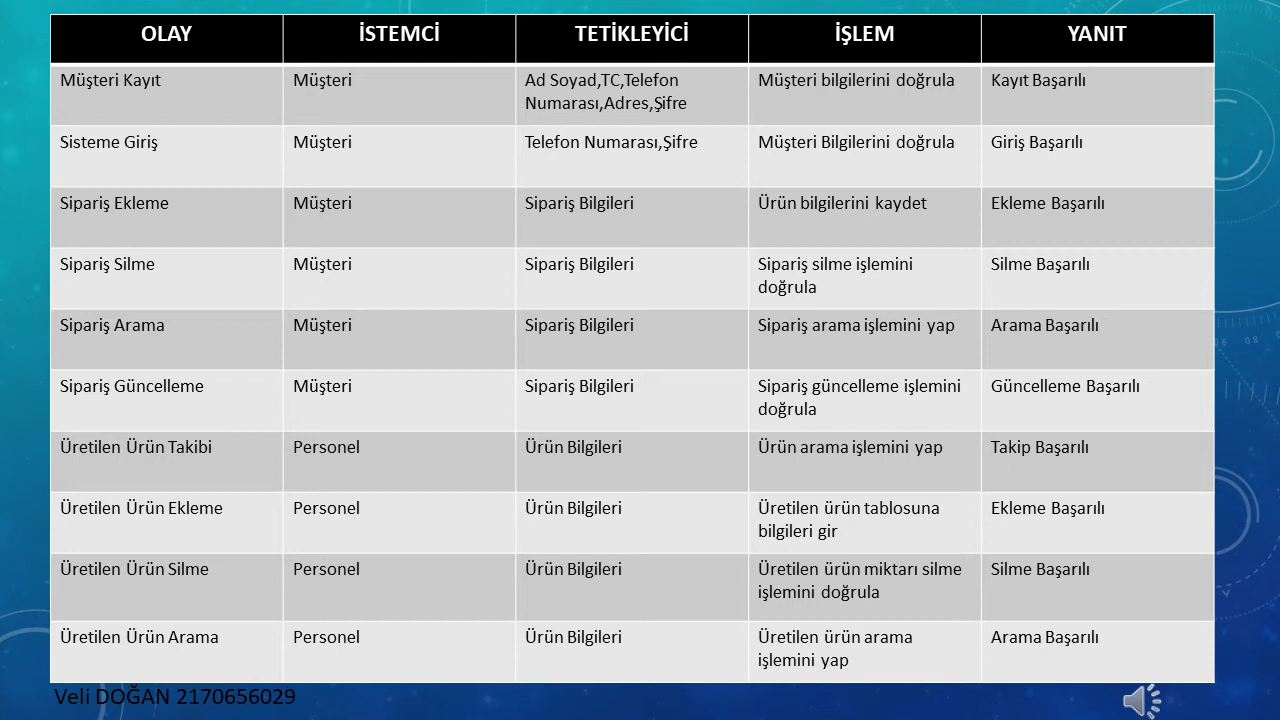 OLAY İSTEMCİ TETİKLEYİCİ İŞLEM YANIT
Müşteri Kayıt Müşteri Ad Soyad,TC,Telefon Müşteri bilgilerini doğrula Kayıt Başarılı
Numarası,Adres,Şifre
Sisteme Giriş Müşteri Telefon Numarası,Şifre Müşteri Bilgilerini doğrula Giriş Başarılı
Sipariş Ekleme Müşteri Sipariş Bilgileri Ürün bilgilerini kaydet Ekleme Başarılı
Sipariş Silme Müşteri Sipariş Bilgileri Sipariş silme işlemini Silme Başarılı
doğrula
Sipariş Arama Müşteri Sipariş Bilgileri Sipariş arama işlemini yap Arama Başarılı
Sipariş Güncelleme Müşteri Sipariş Bilgileri Sipariş güncelleme işlemini Güncelleme Başarılı
doğrula
Üretilen Ürün Takibi Personel Ürün Bilgileri Ürün arama işlemini yap Takip Başarılı
Üretilen Ürün Ekleme Personel Ürün Bilgileri Üretilen ürün tablosuna Ekleme Başarılı
bilgileri gir
Üretilen Ürün Silme Personel Ürün Bilgileri Üretilen ürün miktarı silme Silme Başarılı
işlemini doğrula
Üretilen Ürün Arama Personel Ürün Bilgileri Üretilen ürün arama Arama Başarılı
işlemini yap
Veli DOĞAN 2170656029